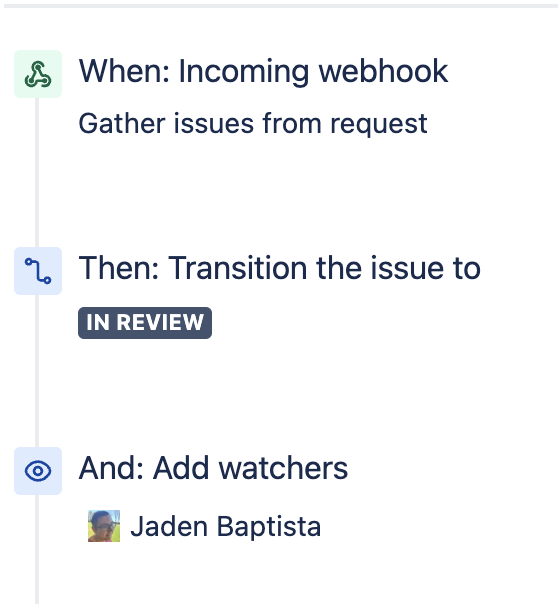 When: Incoming webhook
Gather issues from request
Then: Transition the issue to
IN REVIEW
And: Add watchers
Jaden Baptista